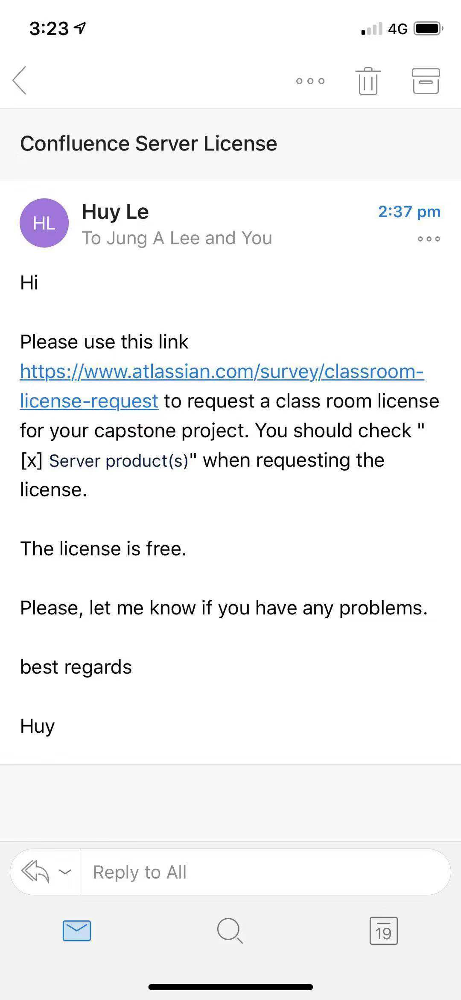 3:23
4G
Confluence Server License
HL
Huy Le
2:37 pm
To Jung A Lee and You
Hi
Please use this link
https://www.atlassian.com/survey/classroom-
license-request to request a class room license
for your capstone project. You should check "
[x] Server product(s)" when requesting the
license.
The license is free.
Please, let me know if you have any problems.
best regards
Huy
Reply to All
19